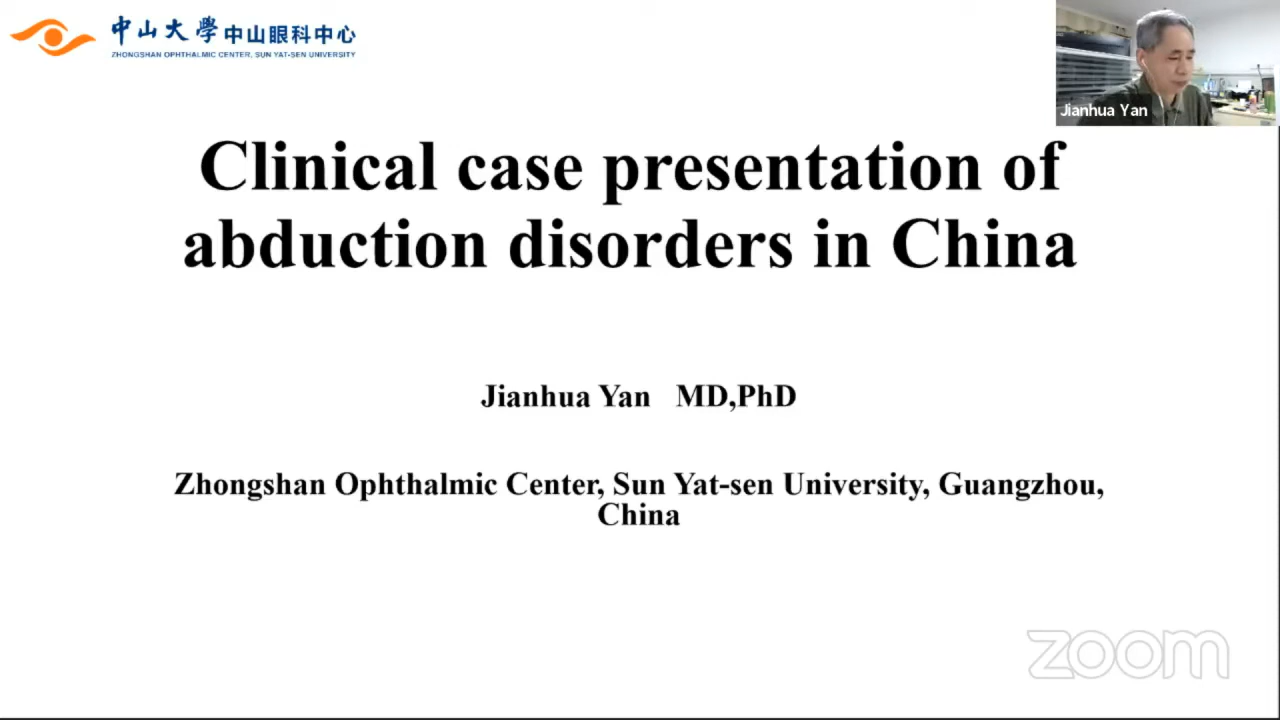 中山大學中山眼科中心
ZHONGSHAN OPHTHALMIC CENTER, SUN YAT-SEN UNIVERSITY
Jianhua Yan
Clinical case presentation of
abduction disorders in China
Jianhua Yan MD,PhD
Zhongshan Ophthalmic Center, Sun Yat-sen University, Guangzhou,
China
zoom